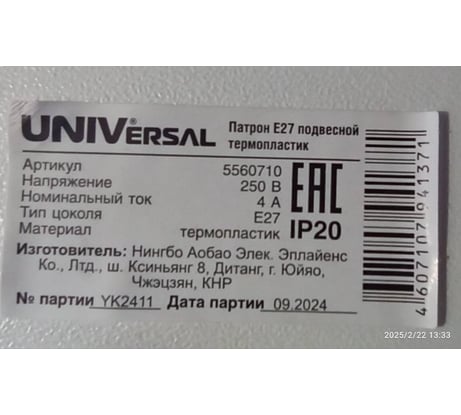 UNIVERSAL®
Патрон Е27 подвесной
термопластик
Артикул 5560710
Напряжение 250 В
Номинальный ток 4 А
Тип цоколя Е27
Материал термопластик
EAC
IP20
Изготовитель: Нингбо Аобао Элек. Эплайенс
Ко., Лтд., ш. Ксиньянг 8, Дитанг, г. Юйяо,
Чжэцзян, КНР
№ партии YK2411 Дата партии 09.2024
4 607107 941371
2025/2/22 13:33